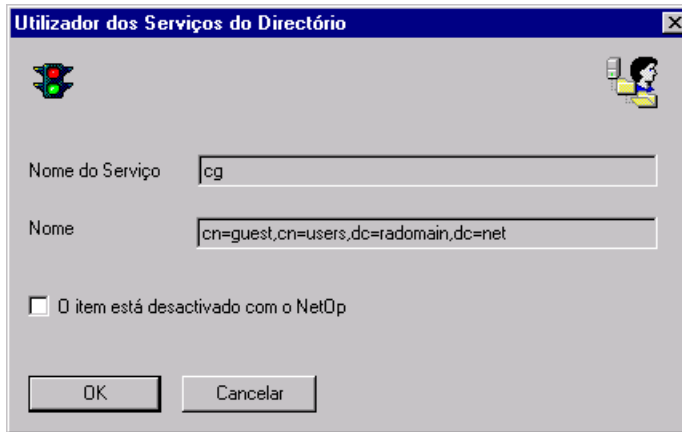 Utilizador dos Serviços do Directório
Nome do Serviço
cg
Nome
cn=guest,cn=users,dc=radomain,dc=net
O item está desactivado com o NetOp
OK
Cancelar